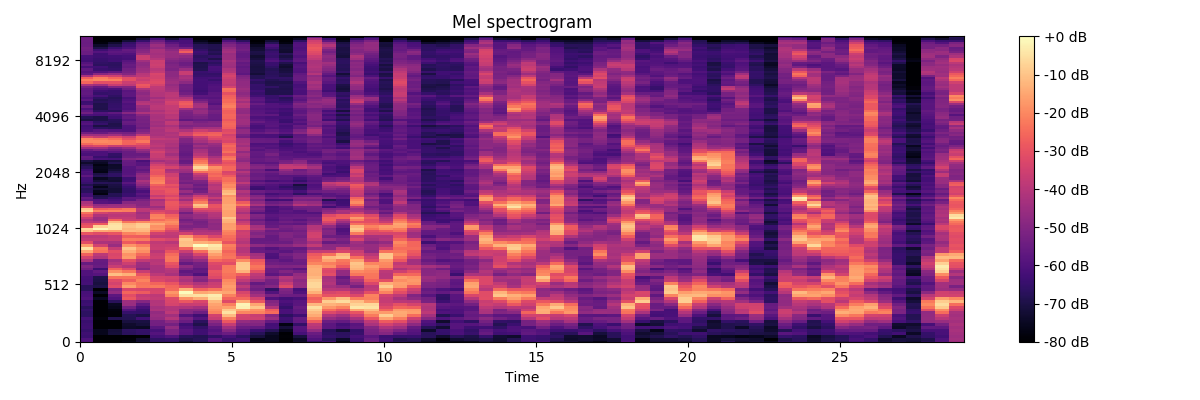 Mel spectrogram
Hz
8192
4096
2048
1024
512
0
0 5 10 15 20 25
Time
+0 dB
-10 dB
-20 dB
-30 dB
-40 dB
-50 dB
-60 dB
-70 dB
-80 dB